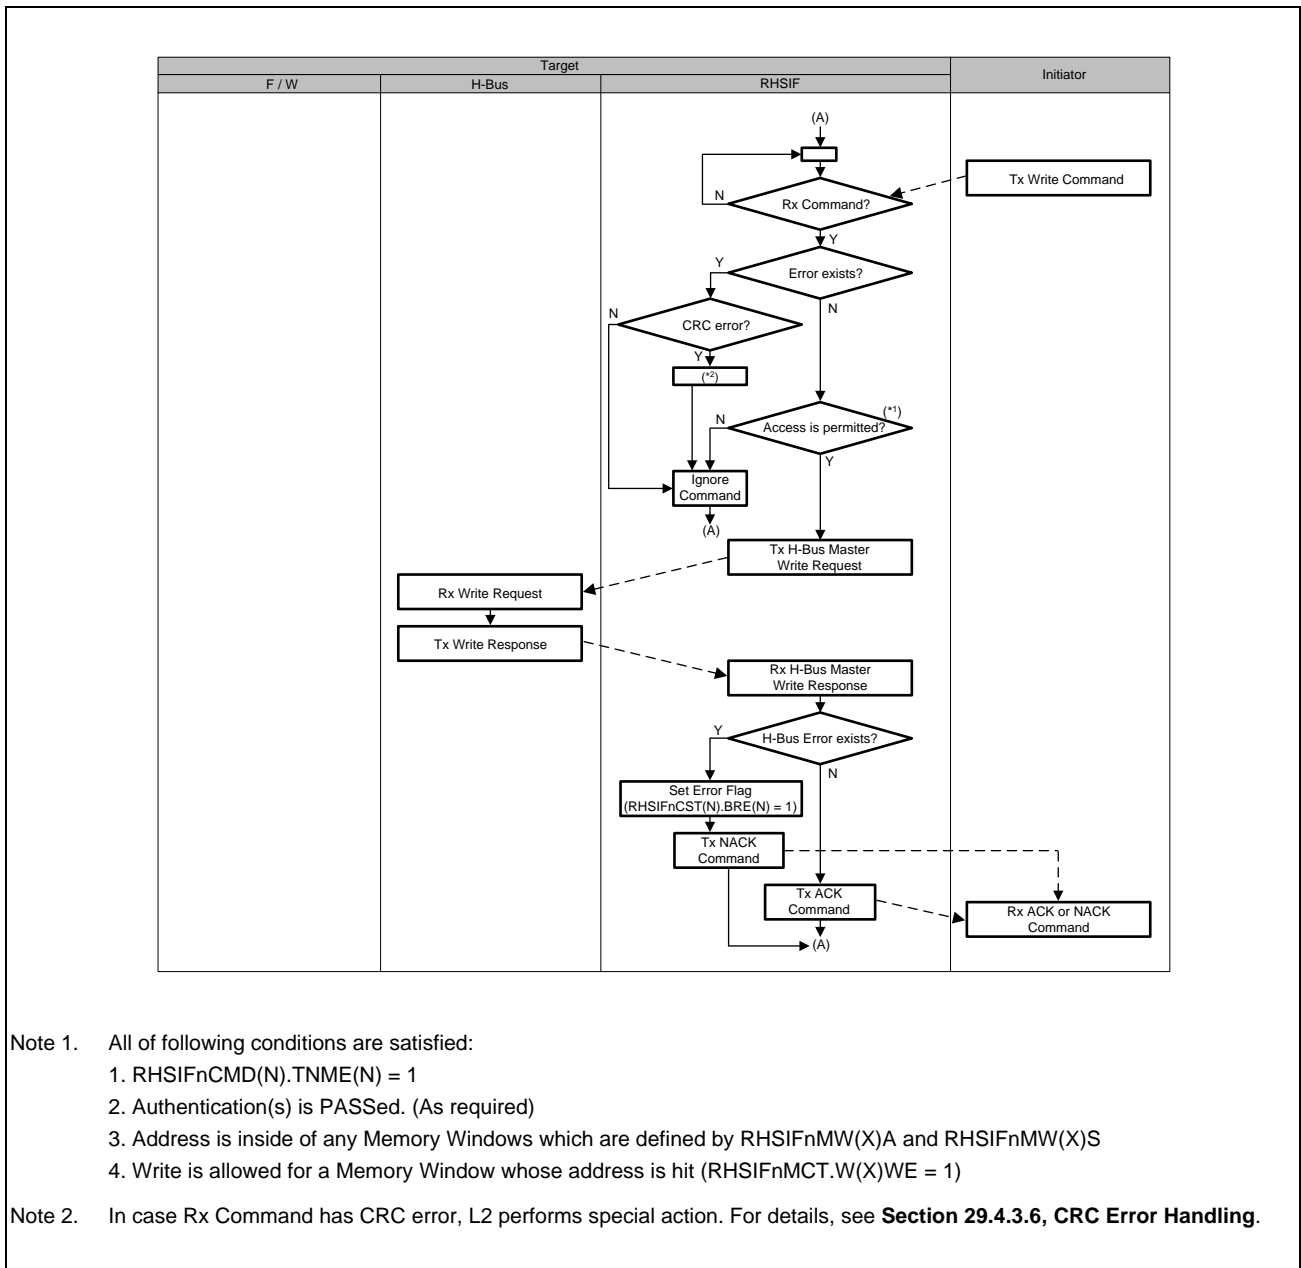 Target
Initiator
F / W
H-Bus
RHSIF
(A)
Tx Write Command
N
Rx Command?
Y
Y
Error exists?
N
N
CRC error?
Y
(*2)
(*1)
N
Access is permitted?
Y
Ignore
Command
(A)
Tx H-Bus Master
Write Request
Rx Write Request
Tx Write Response
Rx H-Bus Master
Write Response
Y
H-Bus Error exists?
N
Set Error Flag
(RHSIFnCST(N).BRE(N) = 1)
Tx NACK
Command
Tx ACK
Command
Rx ACK or NACK
Command
(A)
Note 1. All of following conditions are satisfied:
1. RHSIFnCMD(N).TNME(N) = 1
2. Authentication(s) is PASSed. (As required)
3. Address is inside of any Memory Windows which are defined by RHSIFnMW(X)A and RHSIFnMW(X)S
4. Write is allowed for a Memory Window whose address is hit (RHSIFnMCT.W(X)WE = 1)
Note 2. In case Rx Command has CRC error, L2 performs special action. For details, see Section 29.4.3.6, CRC Error Handling.